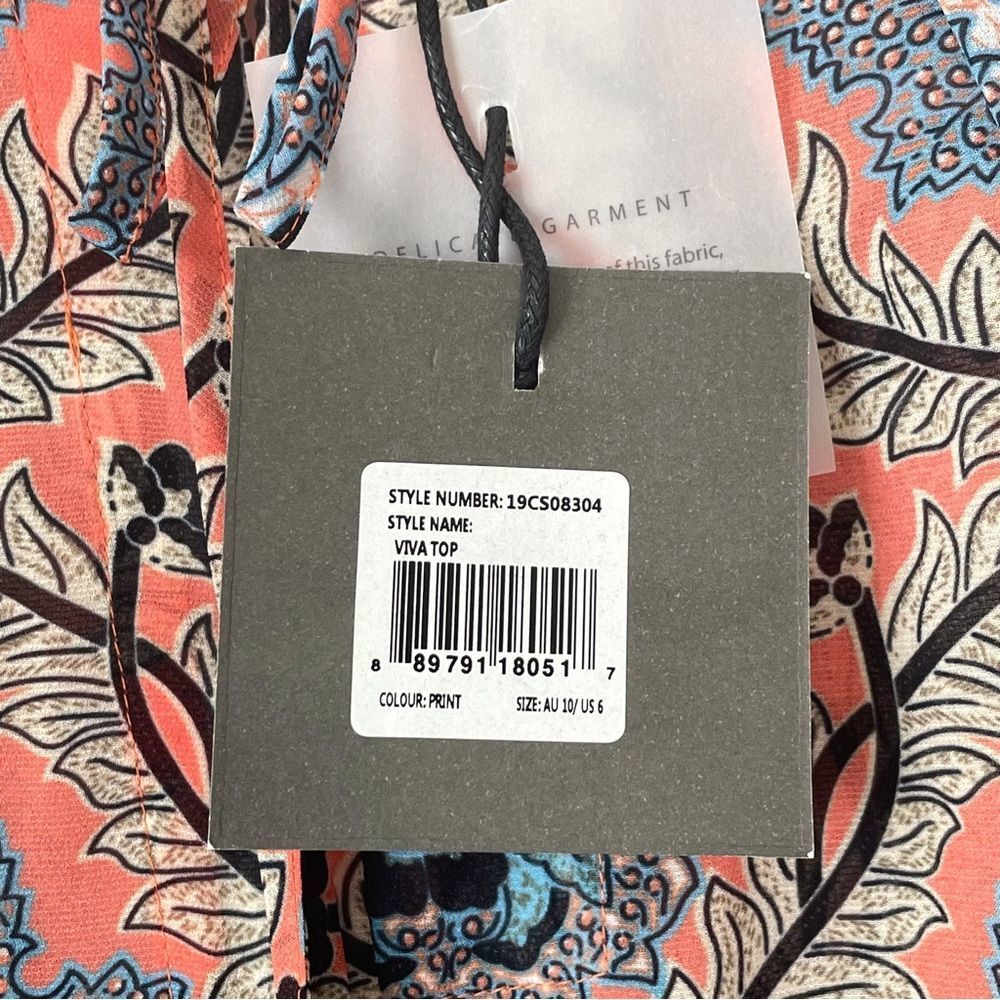 GARMENT
of this fabric,
STYLE NUMBER: 19CS08304
STYLE NAME:
VIVA TOP
8 89791 18051 7
COLOUR: PRINT SIZE: AU 10/ US 6